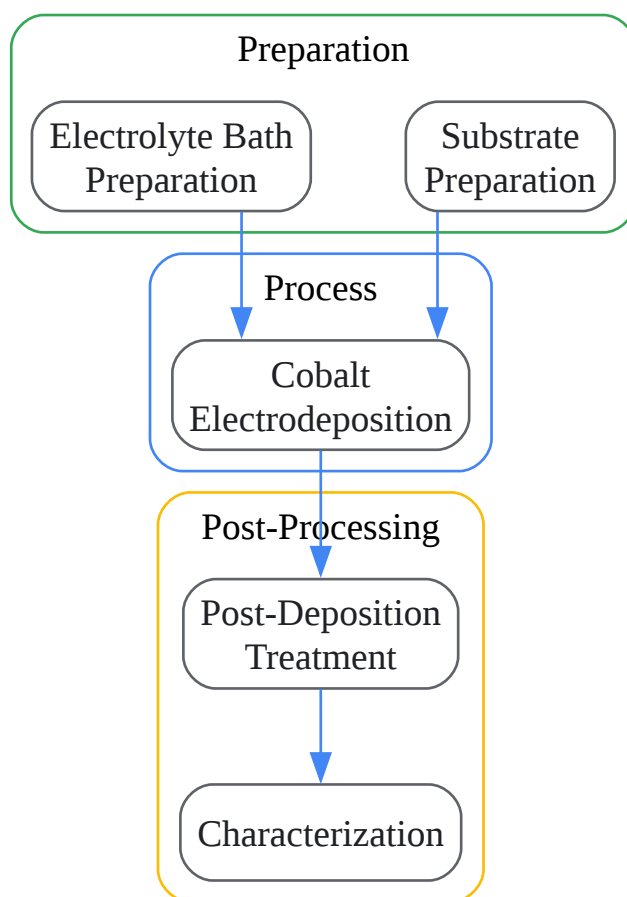 Preparation
Electrolyte Bath
Preparation
Substrate
Preparation
Process
Cobalt
Electrodeposition
Post-Processing
Post-Deposition
Treatment
Characterization